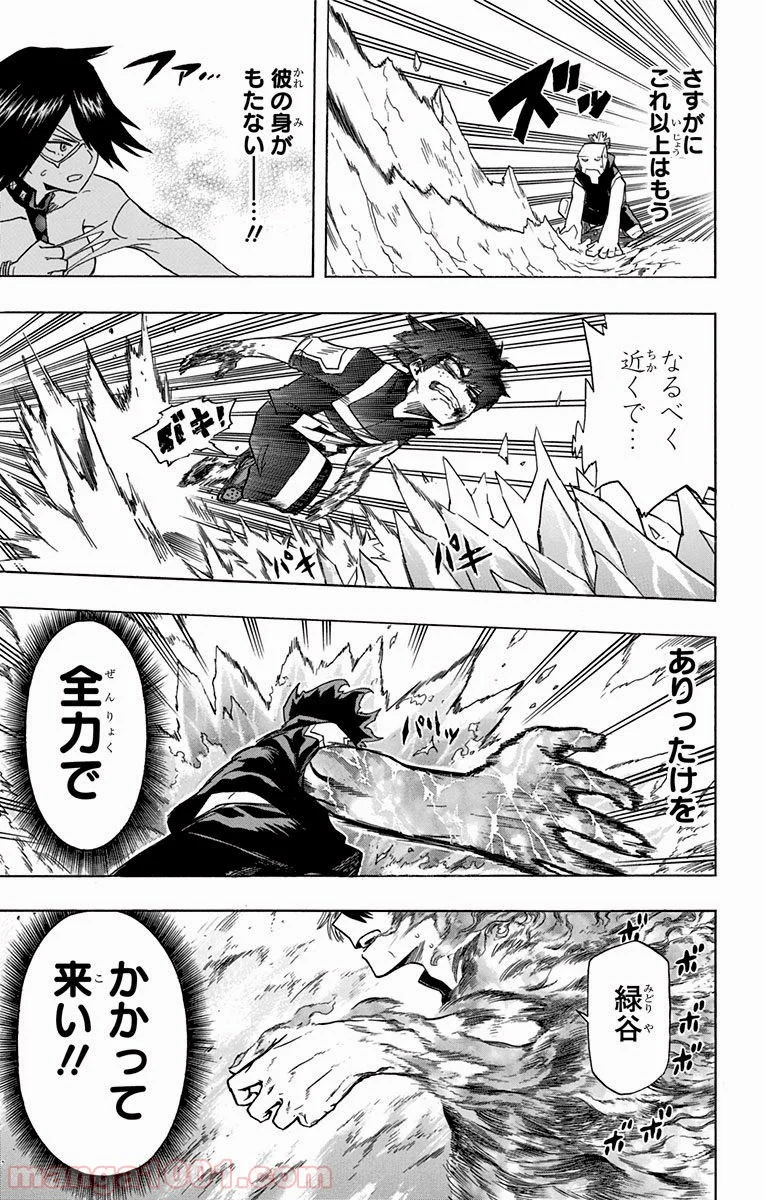 さすがに
これ以上はもう
ズズッ
彼の身が
もたない
――…!!
ファ…
なるべく
近くで…
バキ!
パキ
パキ
ありったけを
バリッ
全力で
緑谷
ボボボ
ボボボ
かかって
来い!!
manga1001.com